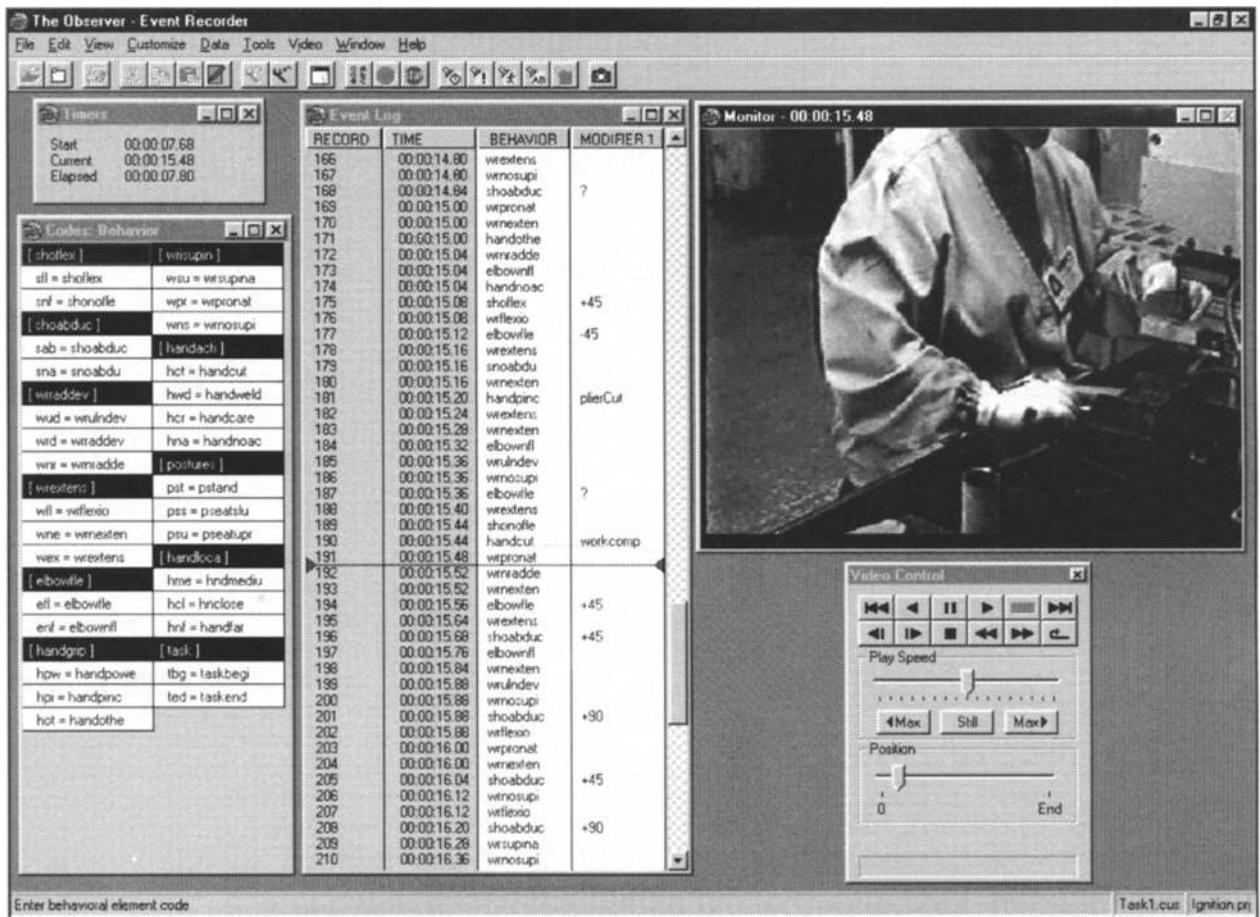 The Observer - Event Recorder
File Edit View Customize Data Tools Video Window Help
Timers
Start 00:00:07.68
Current 00:00:15.48
Elapsed 00:00:07.80
Codes: Behavior
[ shoflex ] [ wrisupin ]
sfl = shoflex wsu = wrsupina
snf = shonofle wpr = wrpronat
[ shoabduc ] wns = wrnosupi
sab = shoabduc [ handacti ]
sna = snoabdu hct = handcut
[ wrraddev ] hwd = handweld
wud = wrulndev hcr = handcare
wrd = wrraddev hna = handnoac
wnr = wrnradde [ postures ]
[ wrextens ] pst = pstand
wfl = wrflexio pss = pseatslu
wne = wrnexten psu = pseatupr
wex = wrextens [ handloca ]
[ elbowfle ] hme = hndmediu
efl = elbowfle hcl = hnclose
enf = elbownfl hnf = handfar
[ handgrip ] [ task ]
hpw = handpowe tbg = taskbegi
hpi = handpinc ted = taskend
hot = handothe
Event Log
RECORD TIME BEHAVIOR MODIFIER 1
166 00:00:14.80 wrextens
167 00:00:14.80 wrnosupi
168 00:00:14.84 shoabduc ?
169 00:00:15.00 wrpronat
170 00:00:15.00 wrnexten
171 00:00:15.00 handothe
172 00:00:15.04 wrnradde
173 00:00:15.04 elbownfl
174 00:00:15.04 handnoac
175 00:00:15.08 shoflex +45
176 00:00:15.08 wrflexio
177 00:00:15.12 elbowfle -45
178 00:00:15.16 wrextens
179 00:00:15.16 snoabdu
180 00:00:15.16 wrnexten
181 00:00:15.20 handpinc plierCut
182 00:00:15.24 wrextens
183 00:00:15.28 wrnexten
184 00:00:15.32 elbownfl
185 00:00:15.36 wrulndev
186 00:00:15.36 wrnosupi
187 00:00:15.36 elbowfle ?
188 00:00:15.40 wrextens
189 00:00:15.44 shonofle
190 00:00:15.44 handcut workcomp
191 00:00:15.48 wrpronat
192 00:00:15.52 wrnradde
193 00:00:15.52 wrnexten
194 00:00:15.56 elbowfle +45
195 00:00:15.64 wrextens
196 00:00:15.68 shoabduc +45
197 00:00:15.76 elbownfl
198 00:00:15.84 wrnexten
199 00:00:15.88 wrulndev
200 00:00:15.88 wrnosupi
201 00:00:15.88 shoabduc +90
202 00:00:15.88 wrflexio
203 00:00:16.00 wrpronat
204 00:00:16.00 wrnexten
205 00:00:16.04 shoabduc +45
206 00:00:16.12 wrnosupi
207 00:00:16.12 wrflexio
208 00:00:16.20 shoabduc +90
209 00:00:16.28 wrsupina
210 00:00:16.36 wrnosupi
Monitor - 00:00:15.48
Video Control
Play Speed
Max Still Max
Position
0 End
Enter behavioral element code
Task1.cus Ignition.prj